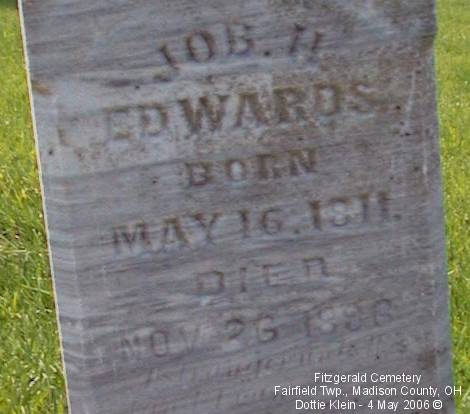 JOB. H
EDWARDS
BORN
MAY 16. 1811.
DIED
NOV 26
Fitzgerald Cemetery
Fairfield Twp., Madison County, OH
Dottie Klein - 4 May 2006 ©